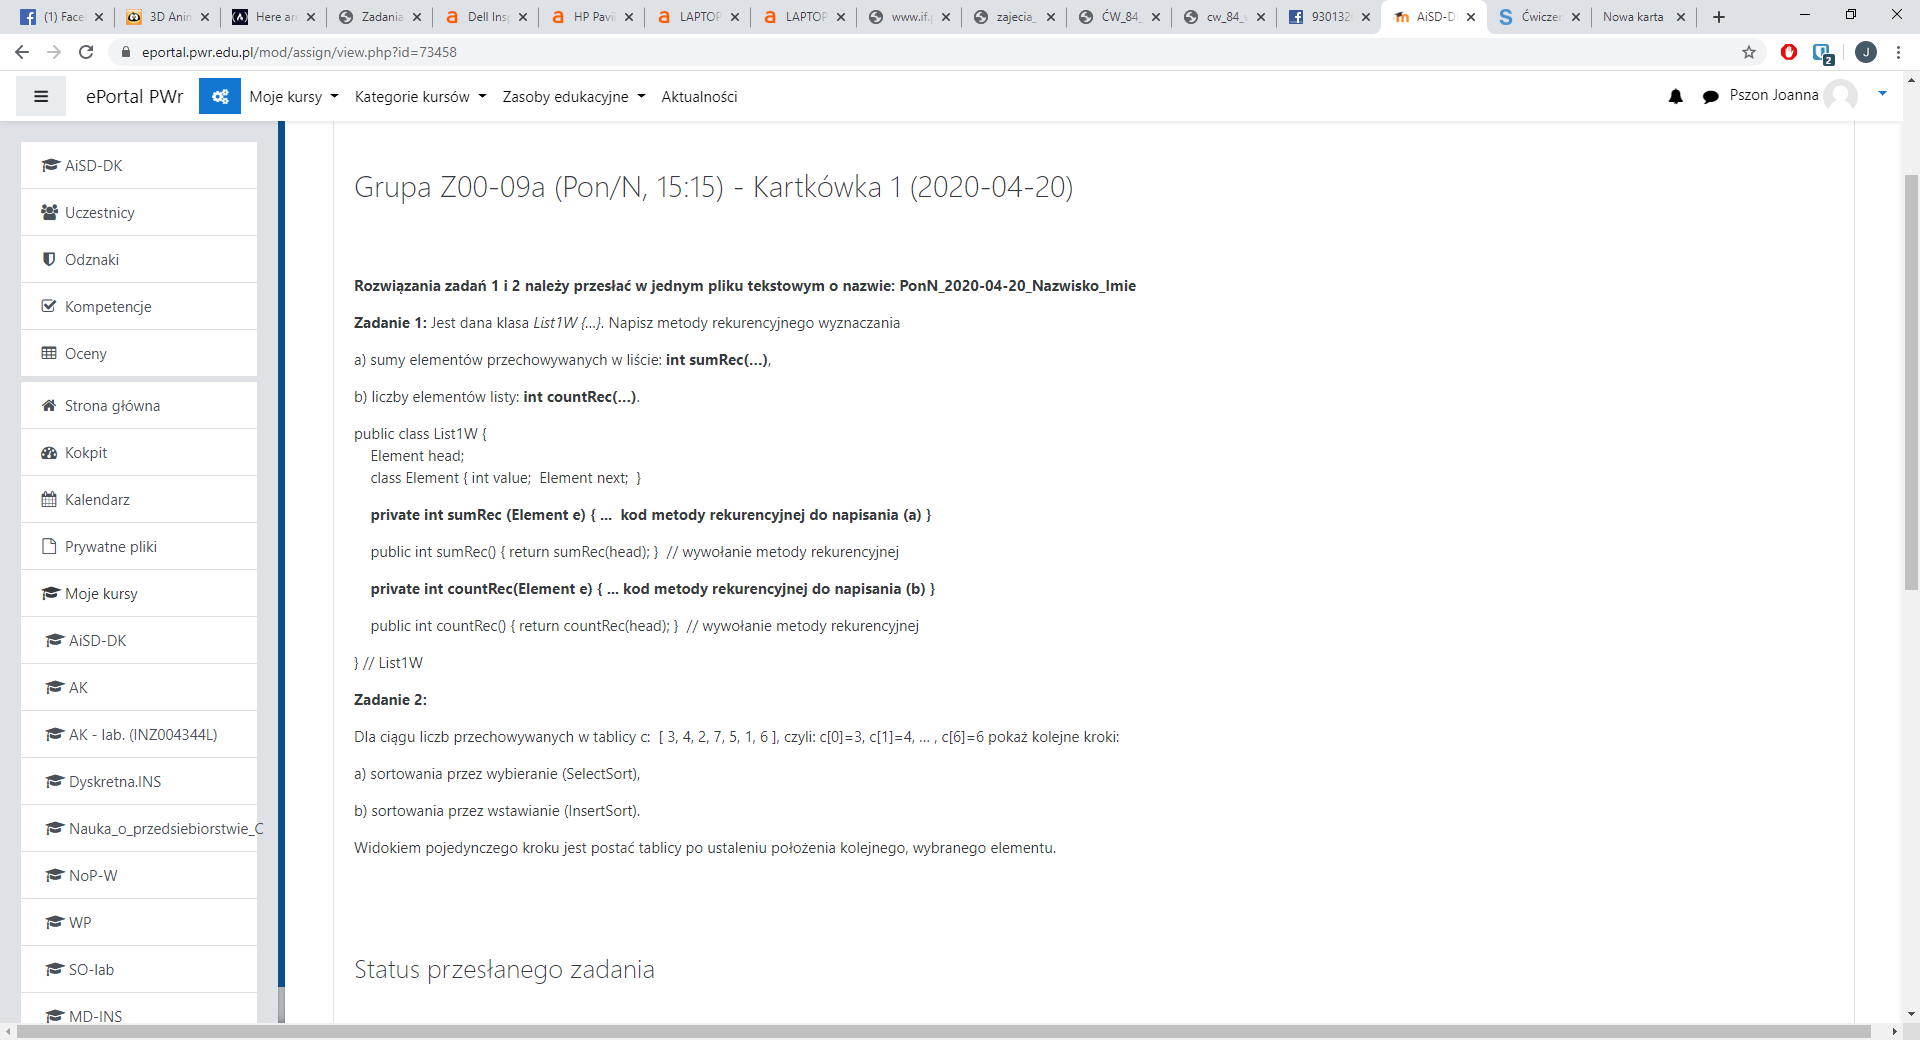 (1) Face
3D Anin
Here are
Zadania
Dell Ins
HP Pavi
LAPTOP
LAPTOP
www.if.
zajecia_
ĆW_84_
cw_84_
930132
AiSD-D
Ćwiczen
Nowa karta
eportal.pwr.edu.pl/mod/assign/view.php?id=73458
2
J
ePortal PWr
Moje kursy
Kategorie kursów
Zasoby edukacyjne
Aktualności
Pszon Joanna
AiSD-DK
Uczestnicy
Odznaki
Kompetencje
Oceny
Strona główna
Kokpit
Kalendarz
Prywatne pliki
Moje kursy
AiSD-DK
AK
AK - lab. (INZ004344L)
Dyskretna.INS
Nauka_o_przedsiebiorstwie_C
NoP-W
WP
SO-lab
MD-INS
Grupa Z00-09a (Pon/N, 15:15) - Kartkówka 1 (2020-04-20)
Rozwiązania zadań 1 i 2 należy przesłać w jednym pliku tekstowym o nazwie: PonN_2020-04-20_Nazwisko_Imie
Zadanie 1: Jest dana klasa List1W {...}. Napisz metody rekurencyjnego wyznaczania
a) sumy elementów przechowywanych w liście: int sumRec(...),
b) liczby elementów listy: int countRec(...).
public class List1W {
Element head;
class Element { int value;  Element next;  }
private int sumRec (Element e) { ...  kod metody rekurencyjnej do napisania (a) }
public int sumRec() { return sumRec(head); }  // wywołanie metody rekurencyjnej
private int countRec(Element e) { ... kod metody rekurencyjnej do napisania (b) }
public int countRec() { return countRec(head); }  // wywołanie metody rekurencyjnej
} // List1W
Zadanie 2:
Dla ciągu liczb przechowywanych w tablicy c:  [ 3, 4, 2, 7, 5, 1, 6 ], czyli: c[0]=3, c[1]=4, ... , c[6]=6 pokaż kolejne kroki:
a) sortowania przez wybieranie (SelectSort),
b) sortowania przez wstawianie (InsertSort).
Widokiem pojedynczego kroku jest postać tablicy po ustaleniu położenia kolejnego, wybranego elementu.
Status przesłanego zadania